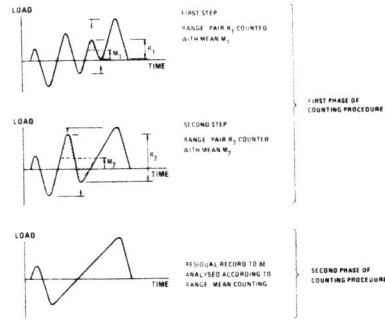 LOAD
M1
R1
TIME
FIRST STEP
RANGE PAIR R1 COUNTED
WITH MEAN M1
FIRST PHASE OF
COUNTING PROCEDURE
LOAD
M2
R2
TIME
SECOND STEP
RANGE PAIR R2 COUNTED
WITH MEAN M2
LOAD
TIME
RESIDUAL RECORD TO BE
ANALYSED ACCORDING TO
RANGE MEAN COUNTING
SECOND PHASE OF
COUNTING PROCEDURE